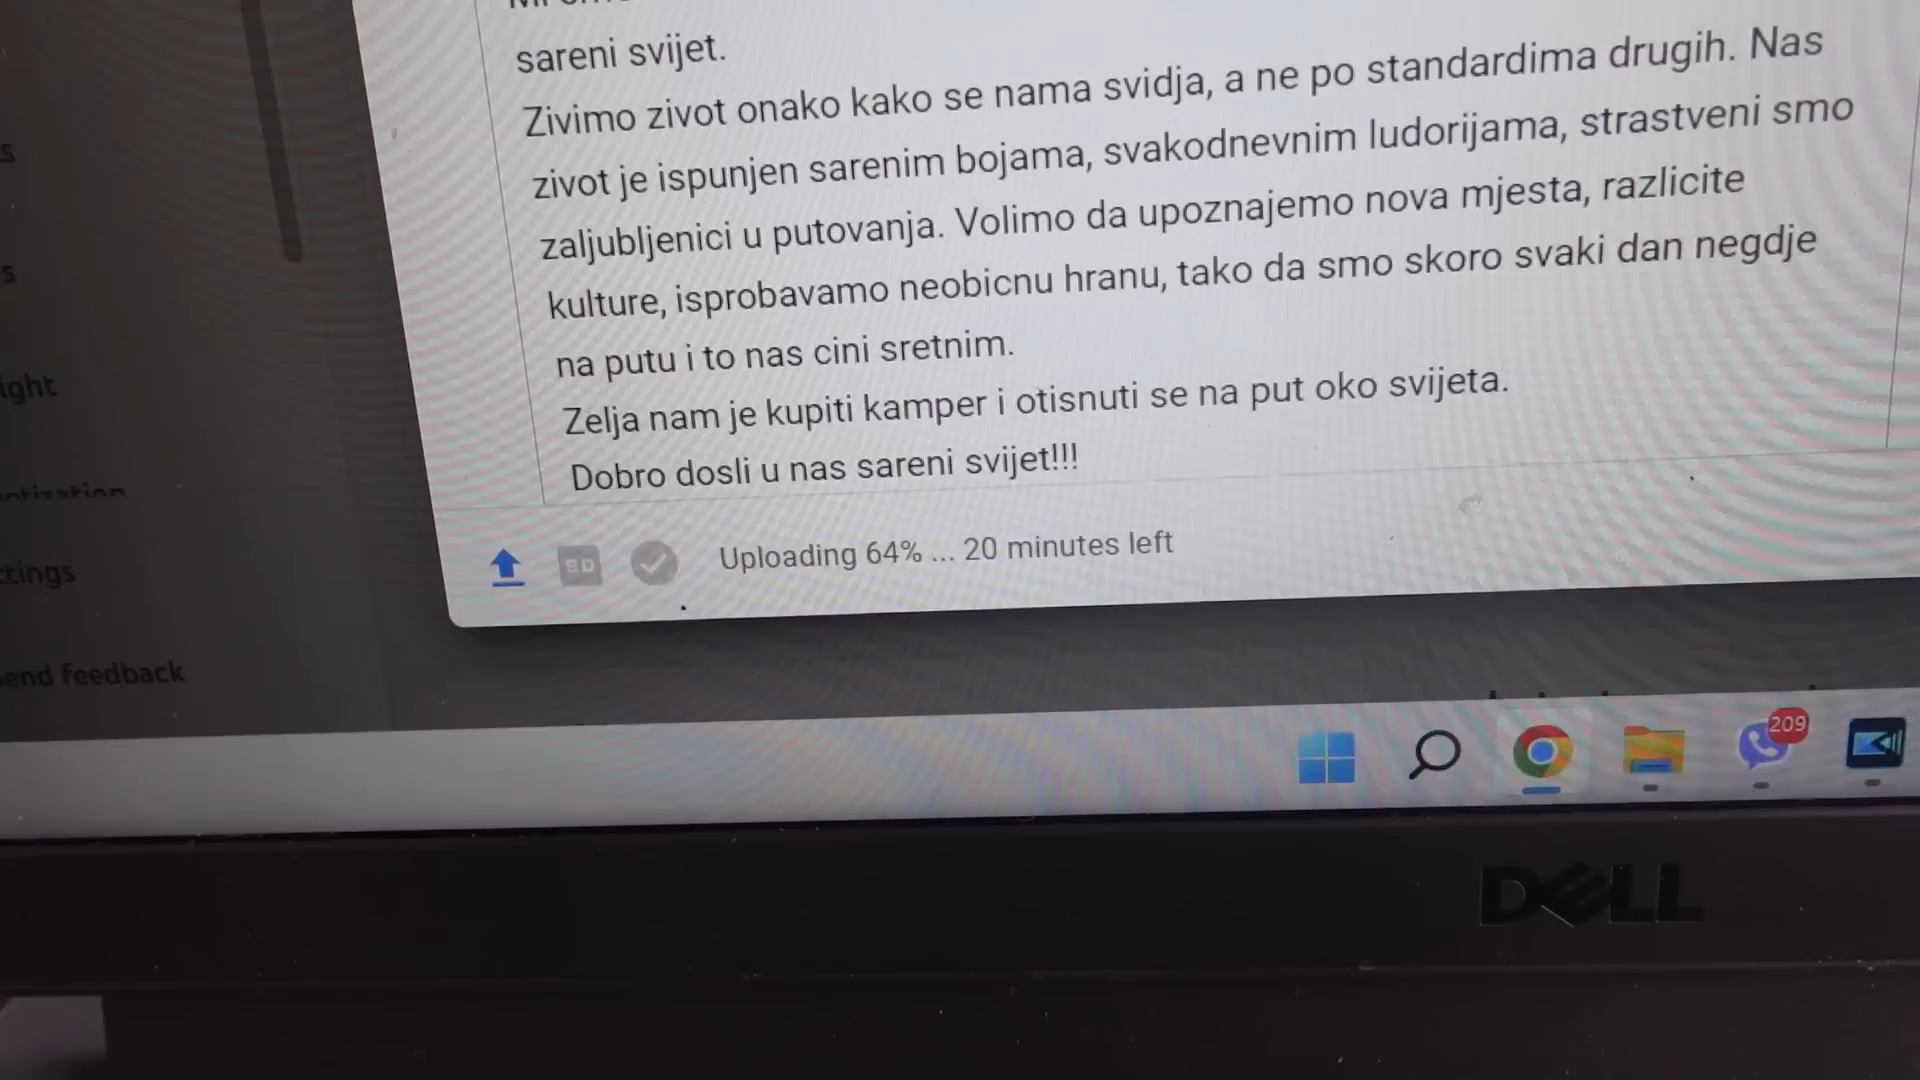 sareni svijet.
Zivimo zivot onako kako se nama svidja, a ne po standardima drugih. Nas
zivot je ispunjen sarenim bojama, svakodnevnim ludorijama, strastveni smo
zaljubljenici u putovanja. Volimo da upoznajemo nova mjesta, razlicite
kulture, isprobavamo neobicnu hranu, tako da smo skoro svaki dan negdje
na putu i to nas cini sretnim.
Zelja nam je kupiti kamper i otisnuti se na put oko svijeta.
Dobro dosli u nas sareni svijet!!!
SD
Uploading 64% ... 20 minutes left
s
s
ight
ttings
end feedback
209
DELL